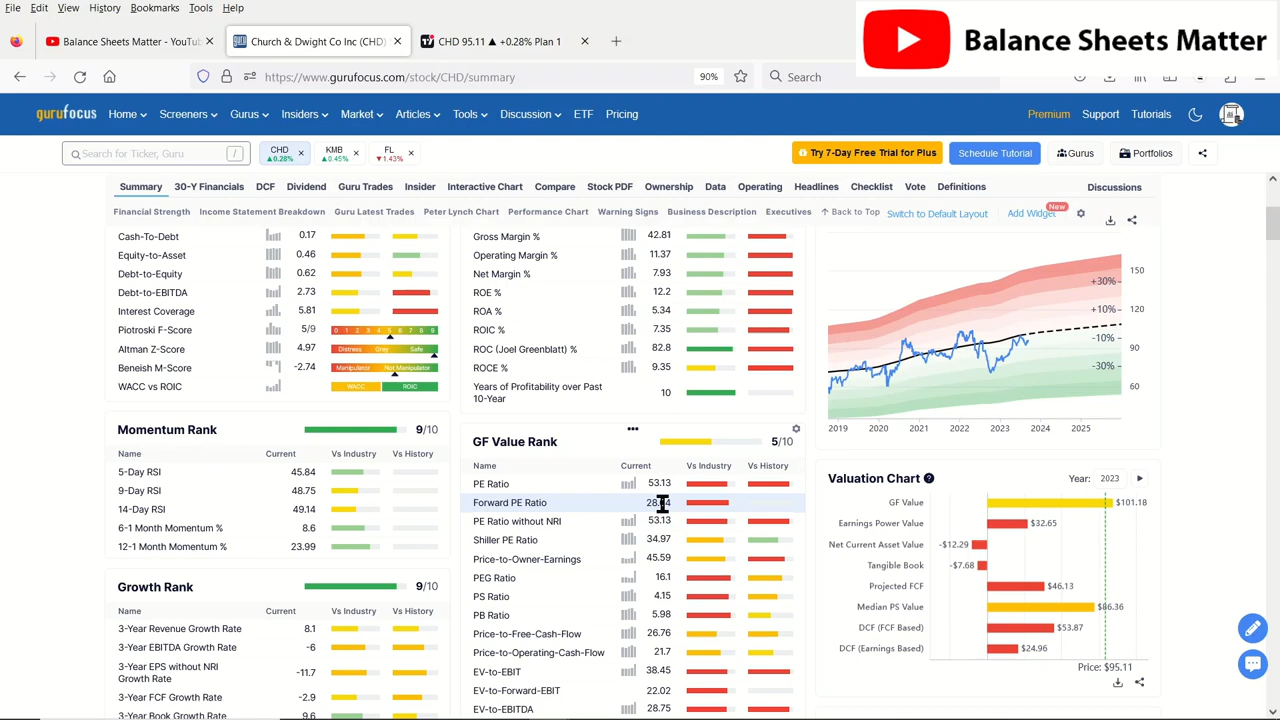 File Edit View History Bookmarks Tools Help
Balance Sheets Matter - YouTu
Church & Dwight Co Inc (CHD)
CHD 95.11 ▲ +0.28% Plan 1
Balance Sheets Matter
https://www.gurufocus.com/stock/CHD/summary
90%
Search
gurufocus Home Screeners Gurus Insiders Market Articles Tools Discussion ETF Pricing
Premium Support Tutorials
Search for Ticker, Guru /
CHD ▲0.28% KMB ▲0.45% FL ▼1.43%
Try 7-Day Free Trial for Plus Schedule Tutorial Gurus Portfolios
Summary 30-Y Financials DCF Dividend Guru Trades Insider Interactive Chart Compare Stock PDF Ownership Data Operating Headlines Checklist Vote Definitions Discussions
New
Financial Strength Income Statement Breakdown Guru Latest Trades Peter Lynch Chart Performance Chart Warning Signs Business Description Executives Back to Top Switch to Default Layout Add Widget
Cash-To-Debt 0.17
Equity-to-Asset 0.46
Debt-to-Equity 0.62
Debt-to-EBITDA 2.73
Interest Coverage 5.81
Piotroski F-Score 5/9 0 1 2 3 4 5 6 7 8 9
Altman Z-Score 4.97 Distress Grey Safe
Beneish M-Score -2.74 Manipulator Not Manipulator
WACC vs ROIC WACC ROIC
Momentum Rank 9/10
Name Current Vs Industry Vs History
5-Day RSI 45.84
9-Day RSI 48.75
14-Day RSI 49.14
6-1 Month Momentum % 8.6
12-1 Month Momentum % 23.99
Growth Rank 9/10
Name Current Vs Industry Vs History
3-Year Revenue Growth Rate 8.1
3-Year EBITDA Growth Rate -6
3-Year EPS without NRI
Growth Rate -11.7
3-Year FCF Growth Rate -2.9
3-Year Book Growth Rate 9.6
Gross Margin % 42.81
Operating Margin % 11.37
Net Margin % 7.93
ROE % 12.2
ROA % 5.34
ROIC % 7.35
ROC (Joel Greenblatt) % 82.8
ROCE % 9.35
Years of Profitability over Past
10-Year 10
GF Value Rank 5/10
Name Current Vs Industry Vs History
PE Ratio 53.13
Forward PE Ratio
PE Ratio without NRI 53.13
Shiller PE Ratio 34.97
Price-to-Owner-Earnings 45.59
PEG Ratio 16.1
PS Ratio 4.15
PB Ratio 5.98
Price-to-Free-Cash-Flow 26.76
Price-to-Operating-Cash-Flow 21.7
EV-to-EBIT 38.45
EV-to-Forward-EBIT 22.02
EV-to-EBITDA 28.75
150
+30%
+10%
120
-10%
90
-30%
60
2019 2020 2021 2022 2023 2024 2025
Valuation Chart ? Year: 2023
GF Value $101.18
Earnings Power Value $32.65
Net Current Asset Value -$12.29
Tangible Book -$7.68
Projected FCF $46.13
Median PS Value $86.36
DCF (FCF Based) $53.87
DCF (Earnings Based) $24.96
Price: $95.11